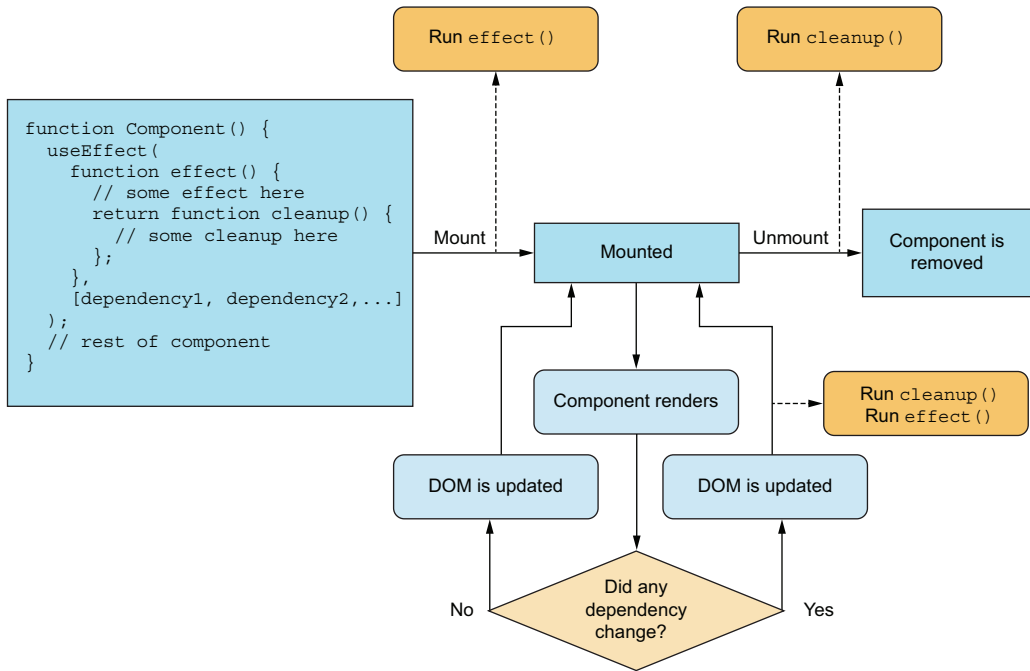 Run effect()
Run cleanup()
function Component() {
  useEffect(
    function effect() {
      // some effect here
      return function cleanup() {
        // some cleanup here
      };
    },
    [dependency1, dependency2,...]
  );
  // rest of component
}
Mount
Mounted
Unmount
Component is
removed
Component renders
Run cleanup()
Run effect()
DOM is updated
DOM is updated
Did any
dependency
change?
No
Yes